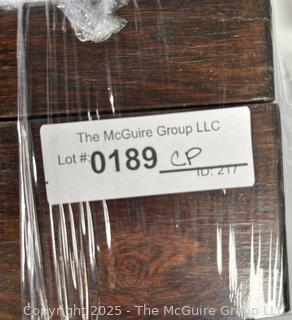 The McGuire Group LLC
Lot #: 0189 CP
ID: 217
Copyright 2025 - The McGuire Group LLC